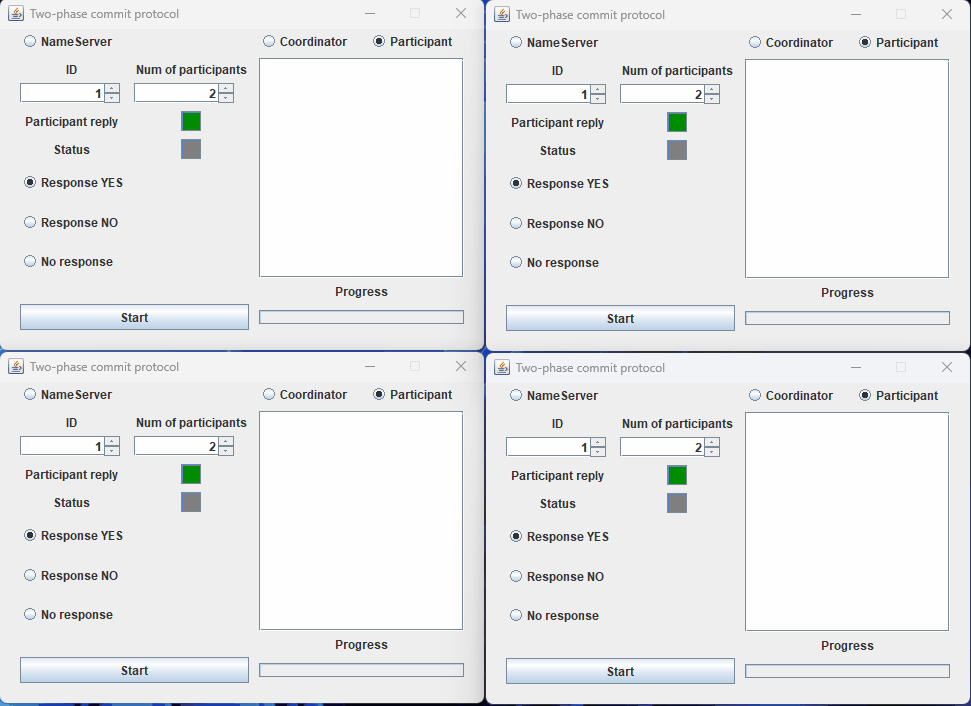 Two-phase commit protocol
NameServer Coordinator Participant
ID Num of participants
1 2
Participant reply
Status
Response YES
Response NO
No response
Progress
Start
Two-phase commit protocol
NameServer Coordinator Participant
ID Num of participants
1 2
Participant reply
Status
Response YES
Response NO
No response
Progress
Start
Two-phase commit protocol
NameServer Coordinator Participant
ID Num of participants
1 2
Participant reply
Status
Response YES
Response NO
No response
Progress
Start
Two-phase commit protocol
NameServer Coordinator Participant
ID Num of participants
1 2
Participant reply
Status
Response YES
Response NO
No response
Progress
Start